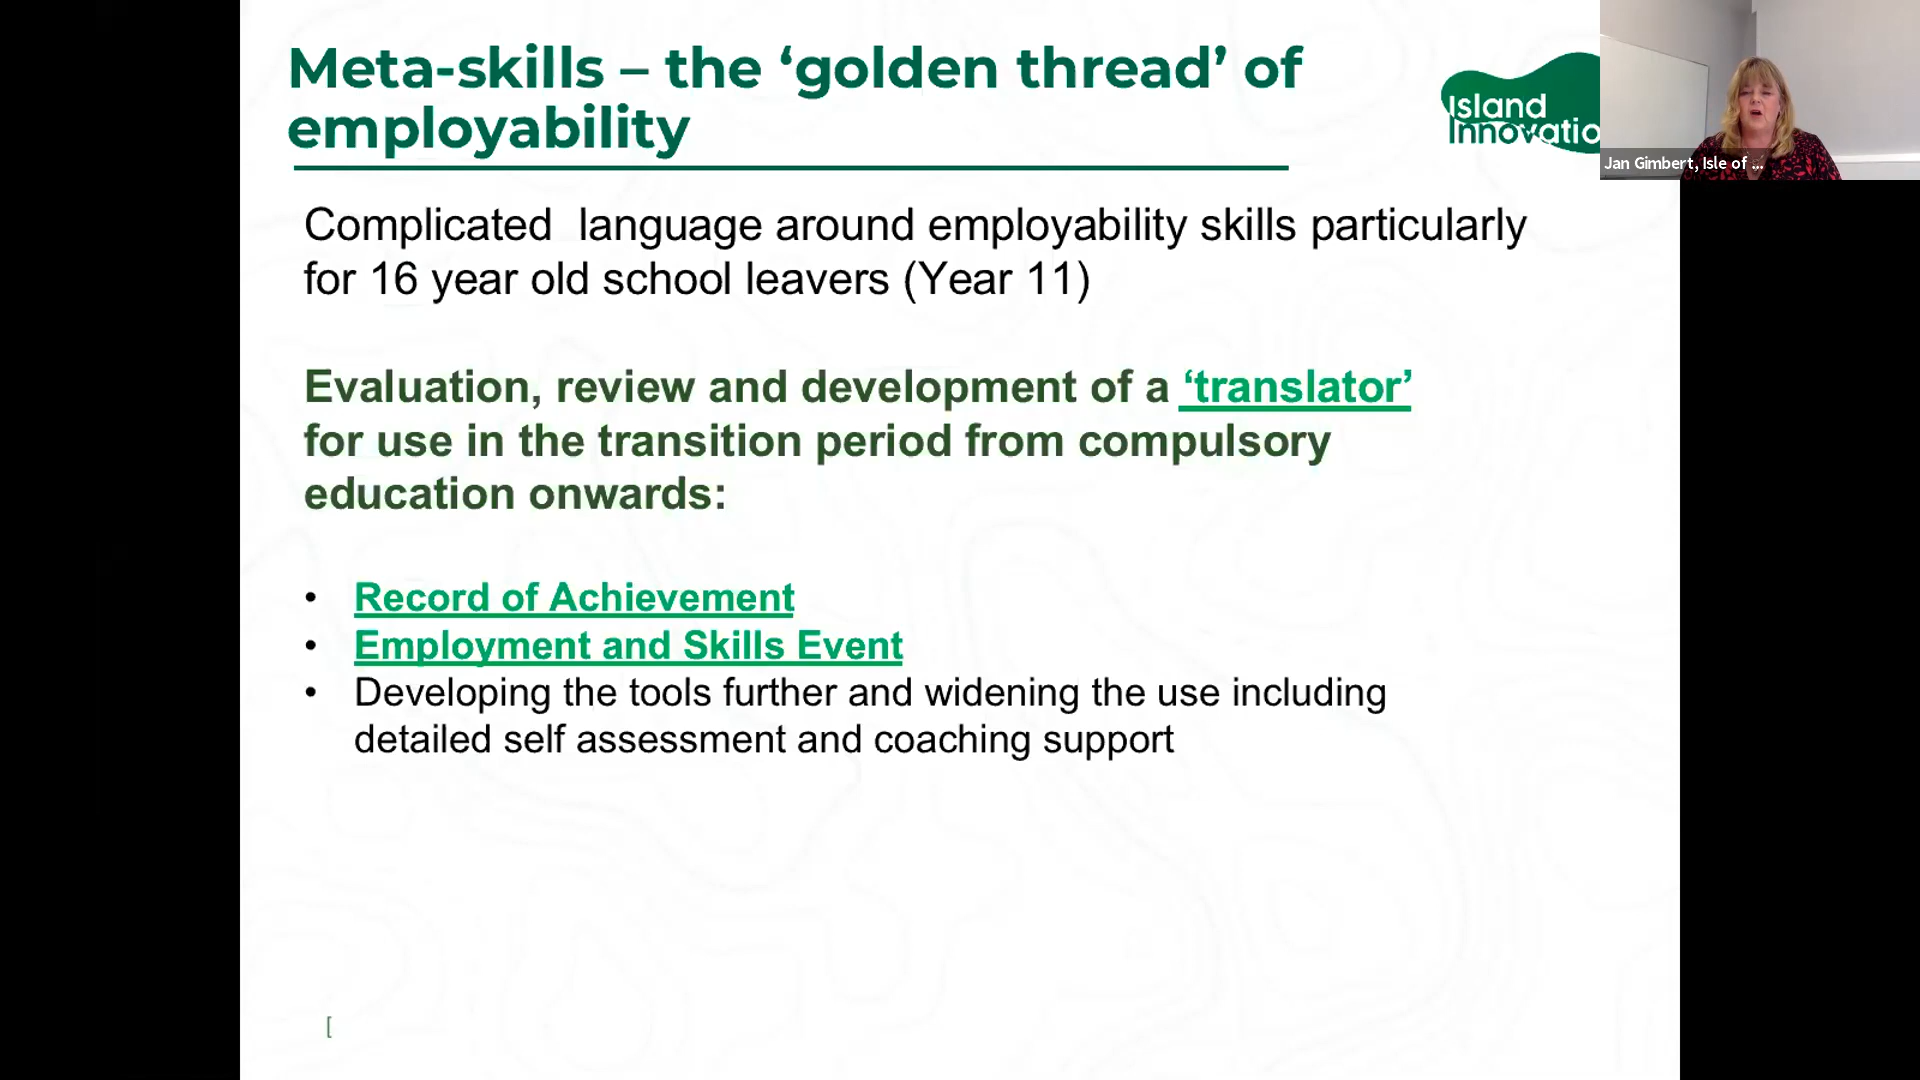 Meta-skills – the ‘golden thread’ of
employability
Island
Innovatio
Jan Gimbert, Isle of ...
Complicated  language around employability skills particularly
for 16 year old school leavers (Year 11)
Evaluation, review and development of a ‘translator’
for use in the transition period from compulsory
education onwards:
• Record of Achievement
• Employment and Skills Event
• Developing the tools further and widening the use including
detailed self assessment and coaching support
[